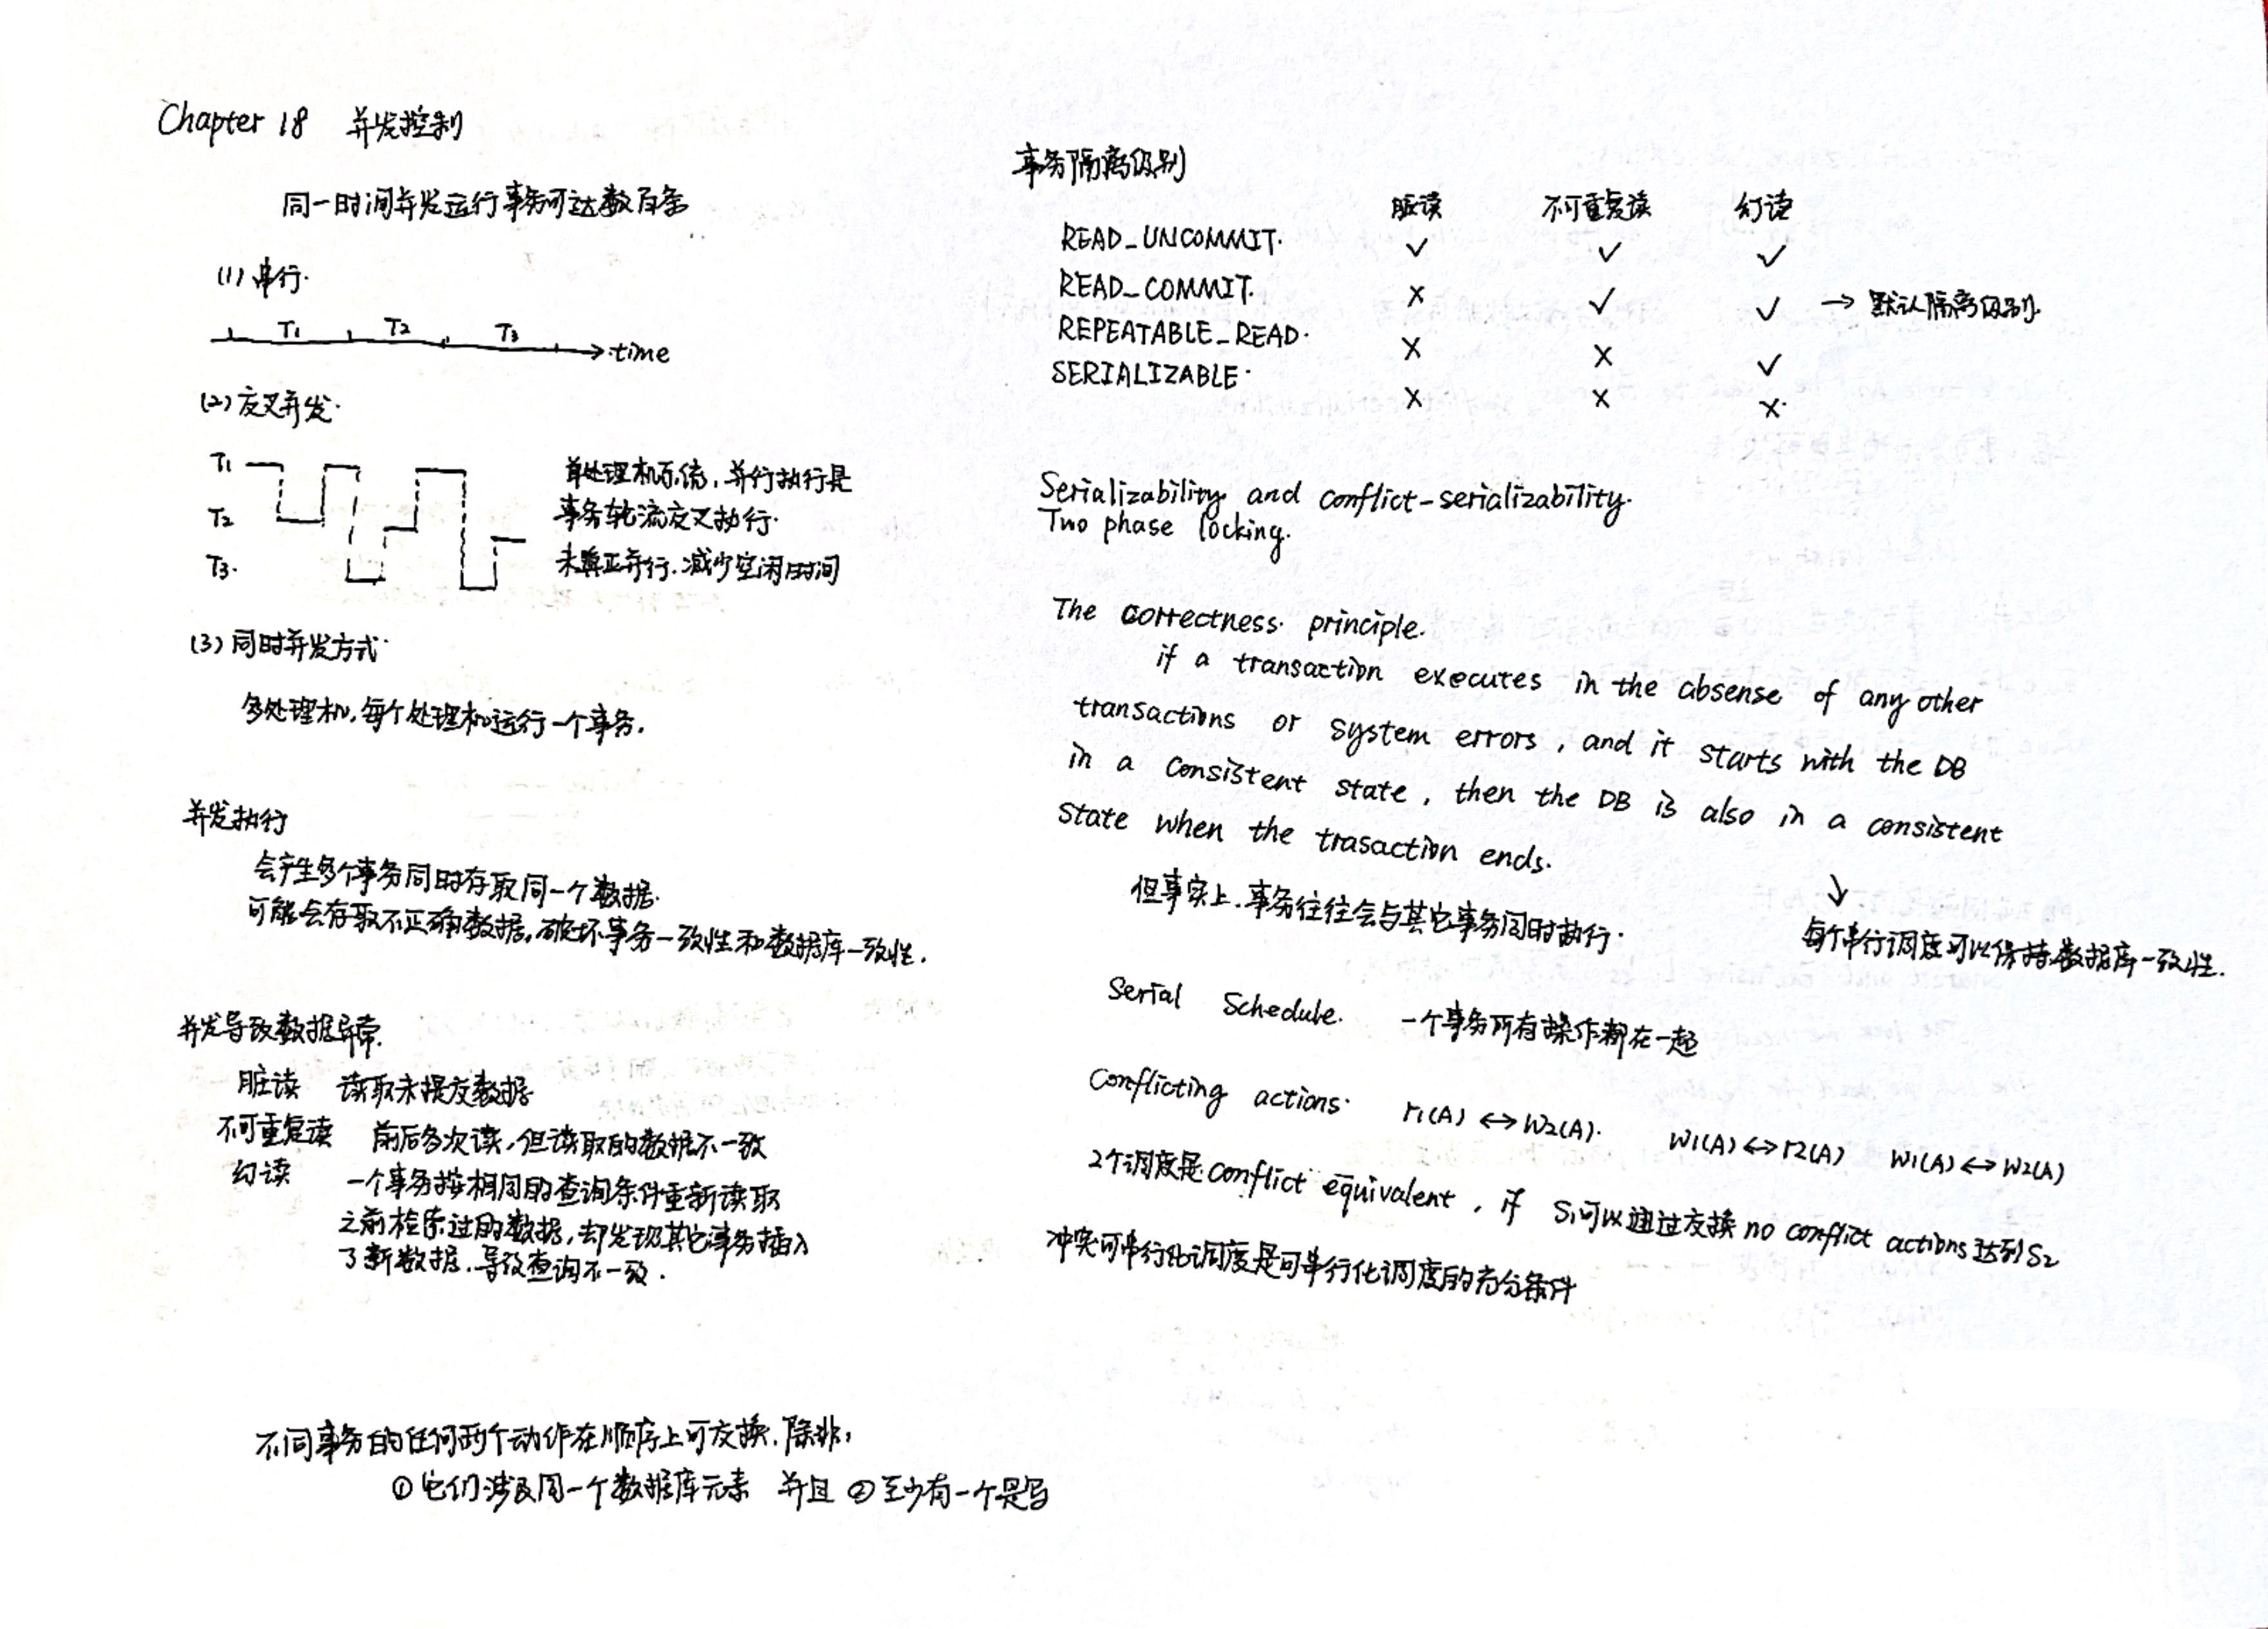 Chapter 18 并发控制
同一时间并发运行事务可达数百条
(1) 串行.
T1 T2 T3 time
(2) 交叉并发.
T1
T2
T3.
单处理机系统, 并行执行是
事务轮流交叉执行.
未真正并行. 减少空闲时间
(3) 同时并发方式
多处理机, 每个处理机运行一个事务.
并发执行
会产生多个事务同时存取同一个数据.
可能会存取不正确数据, 破坏事务一致性和数据库一致性.
并发导致数据异常.
脏读 读取未提交数据
不可重复读 前后多次读, 但读取的数据不一致
幻读 一个事务按相同的查询条件重新读取
之前检索过的数据, 却发现其它事务插入
了新数据, 导致查询不一致.
不同事务的任何两个动作在顺序上可交换. 除非:
① 它们涉及同一个数据库元素 并且 ② 至少有一个是写
事务隔离级别
脏读 不可重复读 幻读
READ_UNCOMMIT. ✓ ✓ ✓
READ_COMMIT. × ✓ ✓ → 默认隔离级别.
REPEATABLE_READ. × × ✓
SERIALIZABLE. × × ×
Serializability and conflict-serializability.
Two phase locking.
The correctness principle.
if a transaction executes in the absense of any other
transactions or system errors, and it starts with the DB
in a consistent state, then the DB is also in a consistent
state when the trasaction ends.
↓
但事实上, 事务往往会与其它事务同时执行.
每个串行调度可以保持数据库一致性.
Serial Schedule. 一个事务所有操作都在一起
Conflicting actions. r1(A) ↔ W2(A). W1(A) ↔ r2(A) W1(A) ↔ W2(A)
2个调度是 conflict equivalent, if S1可以通过交换 no conflict actions 达到S2
冲突可串行化调度是可串行化调度的充分条件